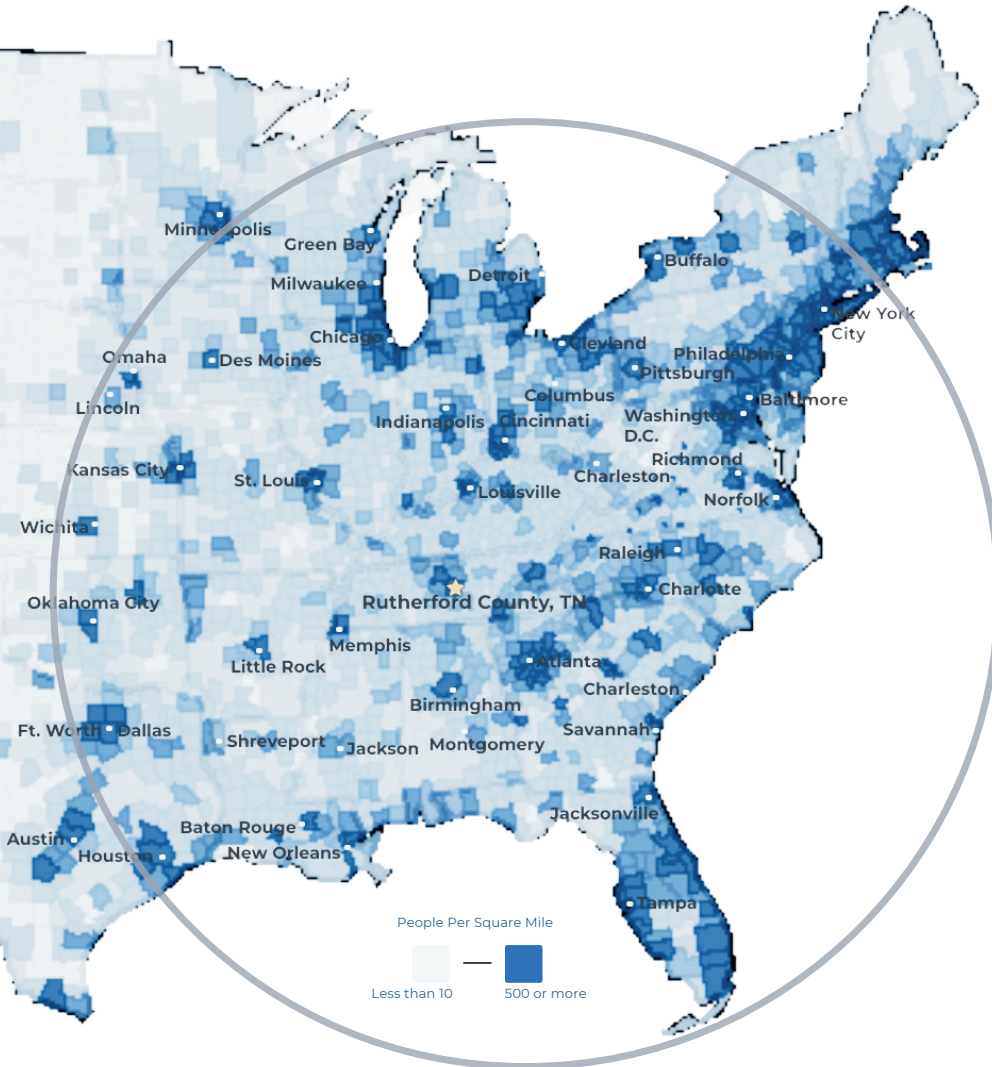 Minneapolis
Green Bay
Buffalo
Detroit
Milwaukee
New York
City
Chicago
Clevland
Philadelphia
Omaha
Des Moines
Pittsburgh
Columbus
Baltimore
Lincoln
Washington
D.C.
Indianapolis
Cincinnati
Richmond
Kansas City
St. Louis
Charleston
Louisville
Norfolk
Wichita
Raleigh
Oklahoma City
Rutherford County, TN
Charlotte
Memphis
Little Rock
Atlanta
Charleston
Birmingham
Ft. Worth
Dallas
Shreveport
Jackson
Montgomery
Savannah
Jacksonville
Baton Rouge
Austin
Houston
New Orleans
Tampa
People Per Square Mile
Less than 10
500 or more